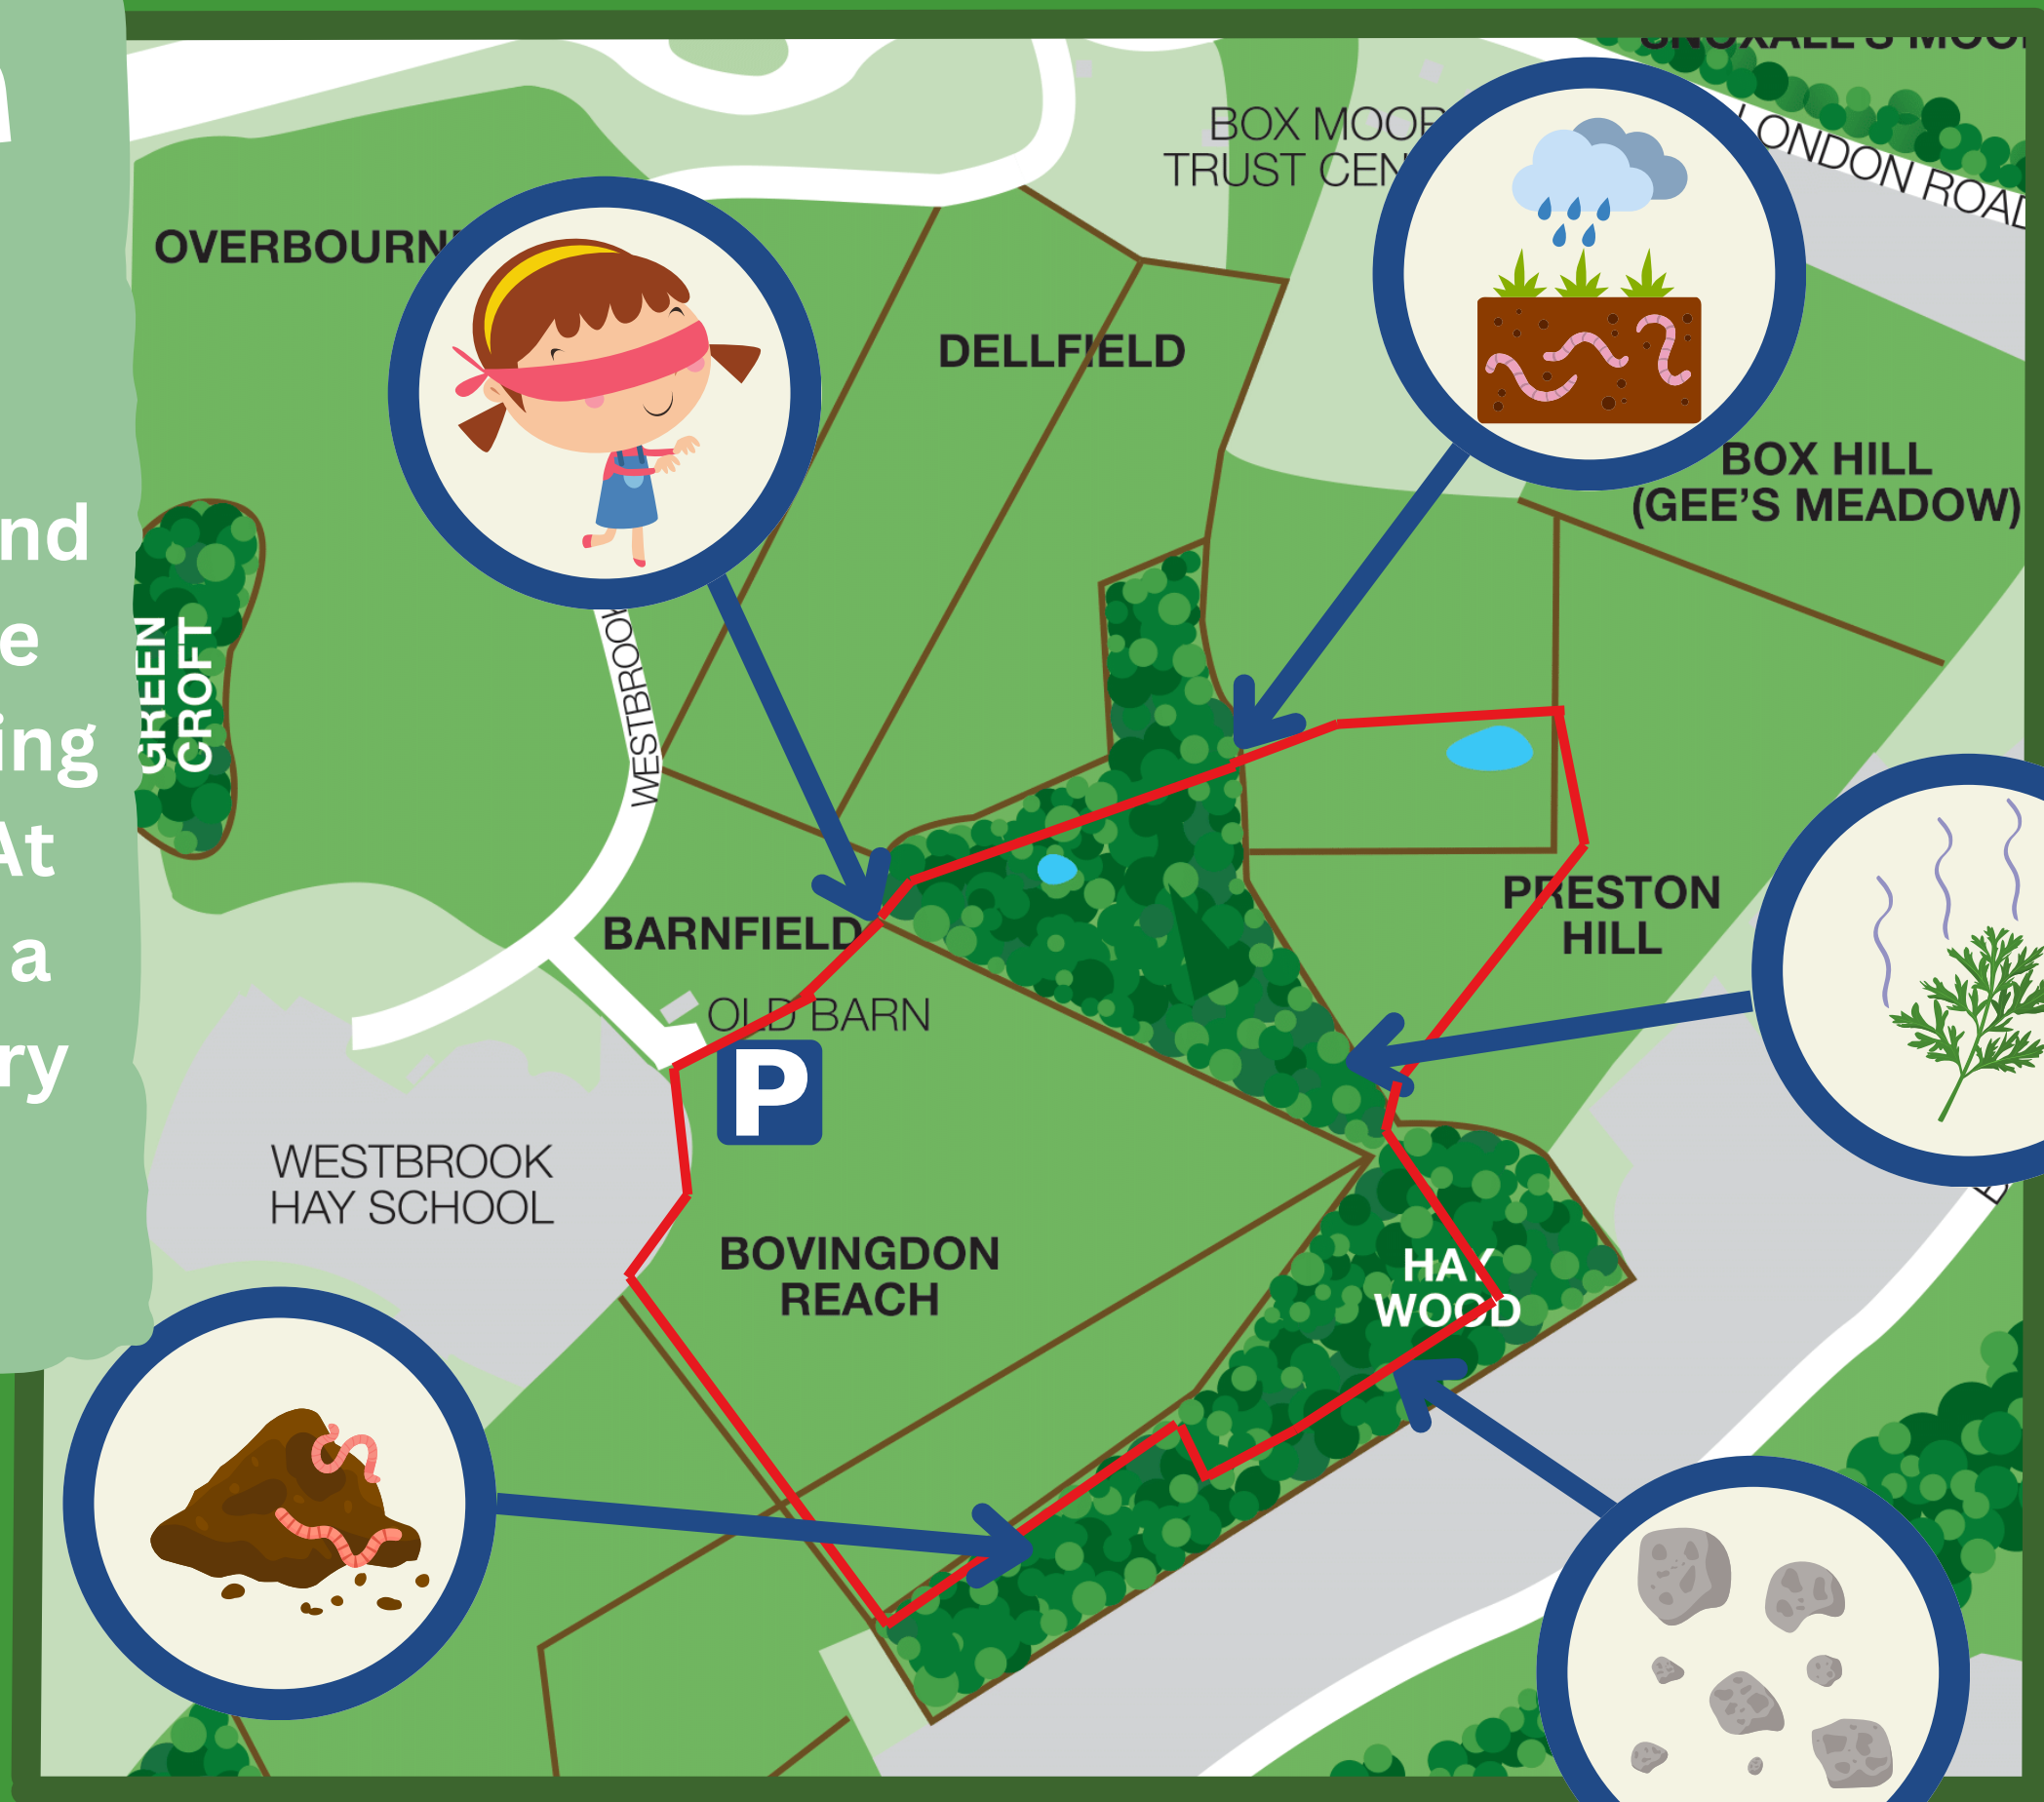 nd
e
ing
At
a
ry
OVERBOURN
BOX MOOR
TRUST CEN
LONDON ROAD
DELLFIELD
BOX HILL
(GEE'S MEADOW)
GREEN
CROFT
WESTBROOK
BARNFIELD
OLD BARN
P
PRESTON
HILL
WESTBROOK
HAY SCHOOL
BOVINGDON
REACH
HAY
WOOD